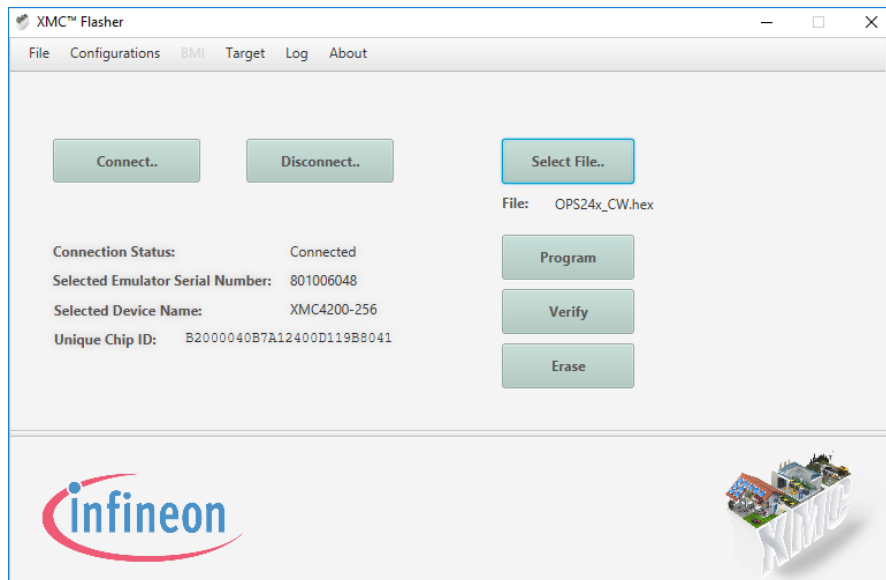 XMC™ Flasher
File Configurations BMI Target Log About
Connect.. Disconnect.. Select File..
File: OPS24x_CW.hex
Connection Status: Connected
Selected Emulator Serial Number: 801006048
Selected Device Name: XMC4200-256
Unique Chip ID: B2000040B7A12400D119B8041
Program
Verify
Erase
infineon
XMC